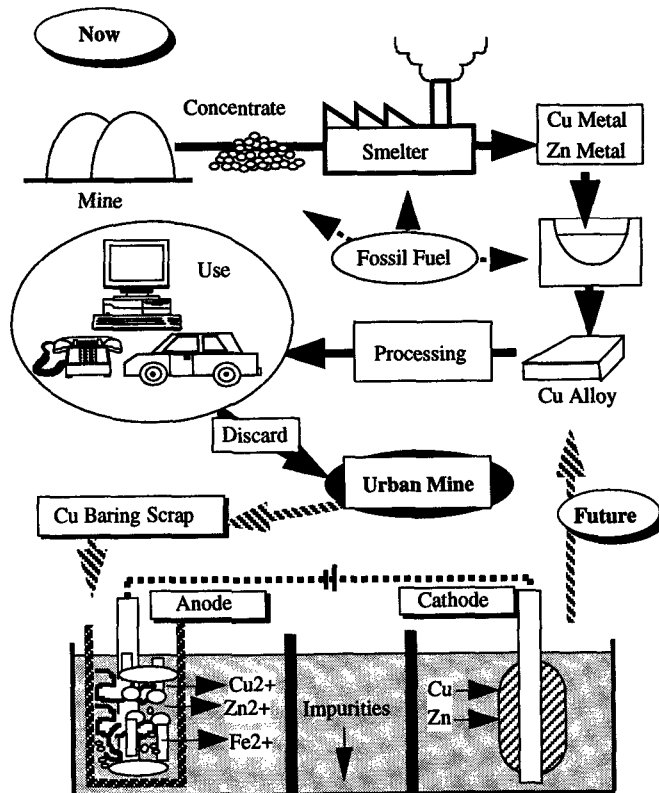 Now
Concentrate
Mine
Smelter
Cu Metal
Zn Metal
Fossil Fuel
Use
Processing
Cu Alloy
Discard
Urban Mine
Cu Baring Scrap
Future
Anode
Cathode
Cu2+
Zn2+
Fe2+
Impurities
Cu
Zn